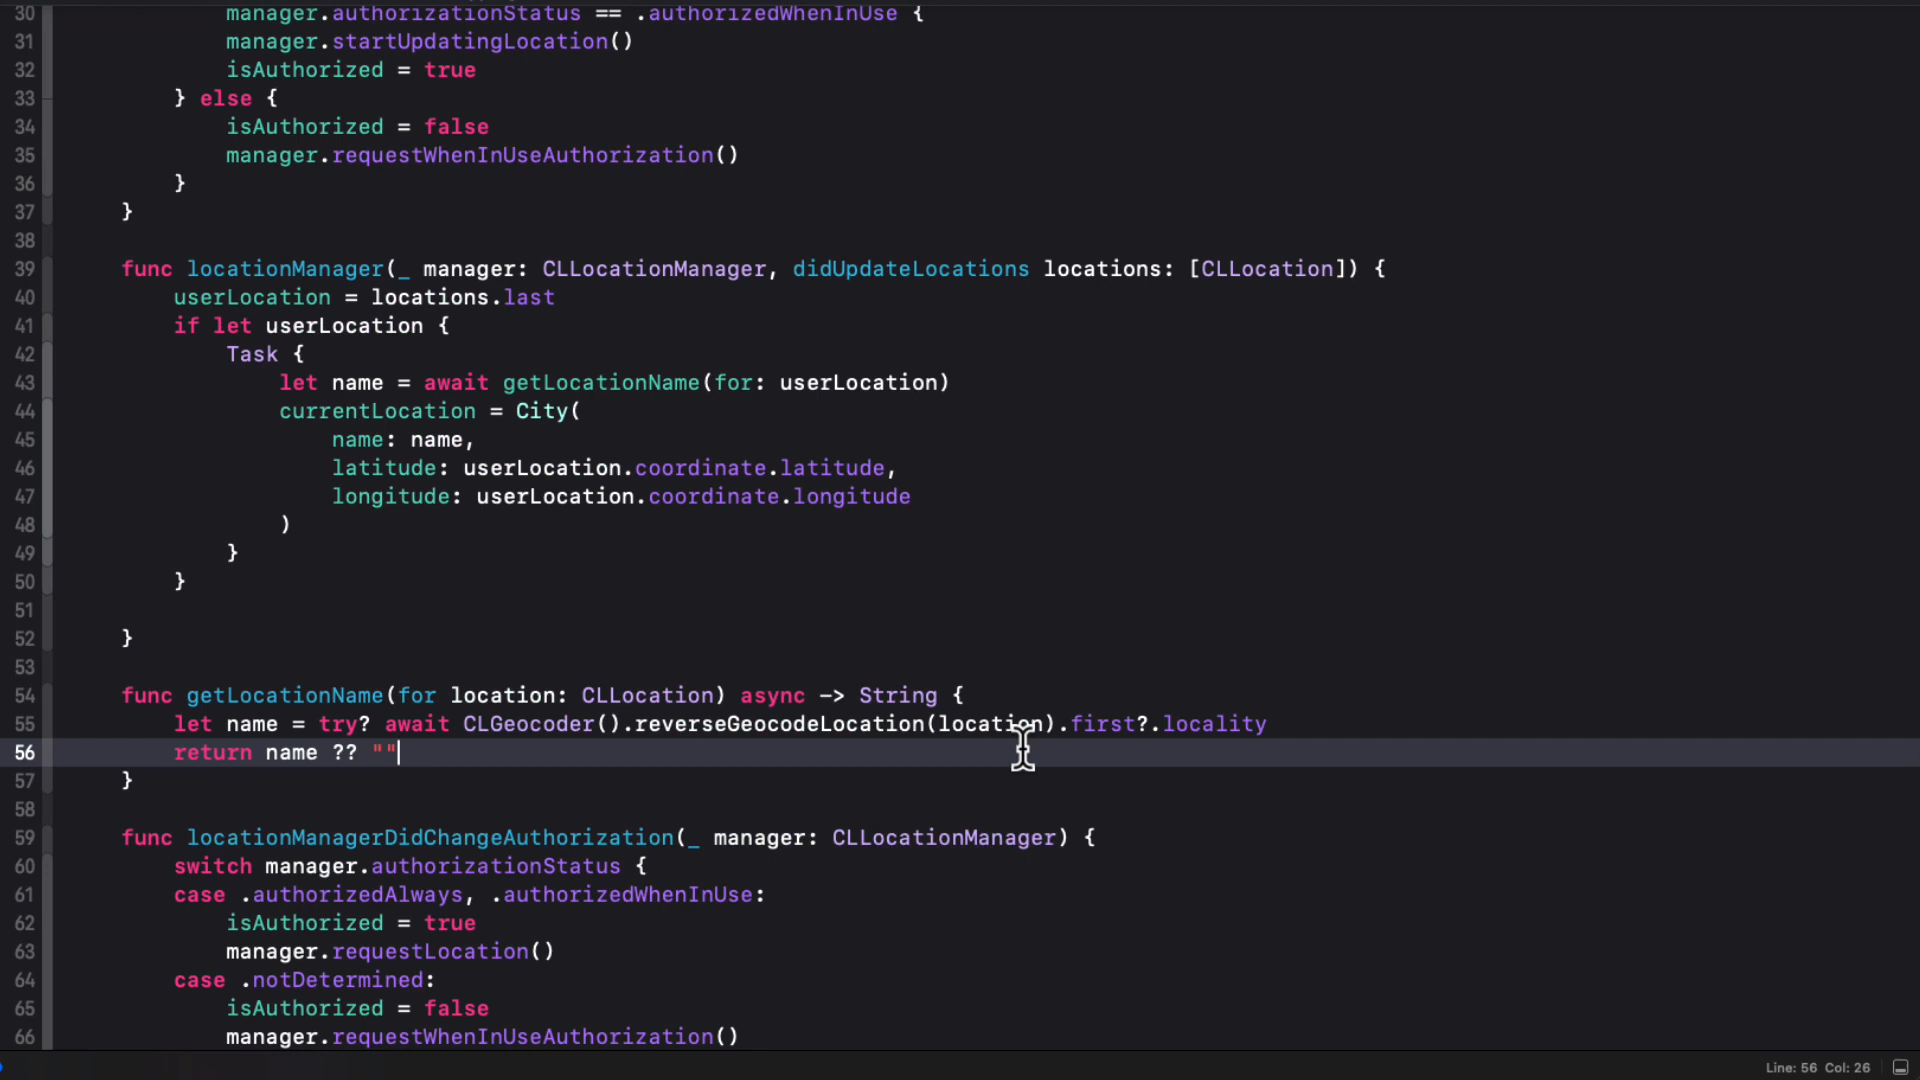 30 manager.authorizationStatus == .authorizedWhenInUse {
31 manager.startUpdatingLocation()
32 isAuthorized = true
33 } else {
34 isAuthorized = false
35 manager.requestWhenInUseAuthorization()
36 }
37 }
38
39 func locationManager(_ manager: CLLocationManager, didUpdateLocations locations: [CLLocation]) {
40 userLocation = locations.last
41 if let userLocation {
42 Task {
43 let name = await getLocationName(for: userLocation)
44 currentLocation = City(
45 name: name,
46 latitude: userLocation.coordinate.latitude,
47 longitude: userLocation.coordinate.longitude
48 )
49 }
50 }
51
52 }
53
54 func getLocationName(for location: CLLocation) async -> String {
55 let name = try? await CLGeocoder().reverseGeocodeLocation(location).first?.locality
56 return name ?? ""
57 }
58
59 func locationManagerDidChangeAuthorization(_ manager: CLLocationManager) {
60 switch manager.authorizationStatus {
61 case .authorizedAlways, .authorizedWhenInUse:
62 isAuthorized = true
63 manager.requestLocation()
64 case .notDetermined:
65 isAuthorized = false
66 manager.requestWhenInUseAuthorization()
Line: 56 Col: 26